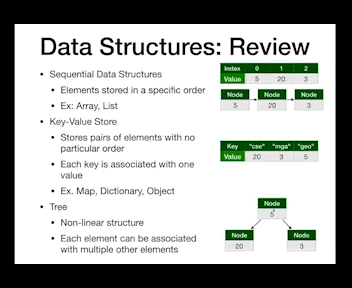 Data Structures: Review
• Sequential Data Structures
• Elements stored in a specific order
• Ex: Array, List
• Key-Value Store
• Stores pairs of elements with no
particular order
• Each key is associated with one
value
• Ex. Map, Dictionary, Object
• Tree
• Non-linear structure
• Each element can be associated
with multiple other elements
Index 0 1 2
Value 5 20 3
Node Node Node
5 20 3
Key "cse" "mga" "geo"
Value 20 3 5
Node
5
Node Node
20 3